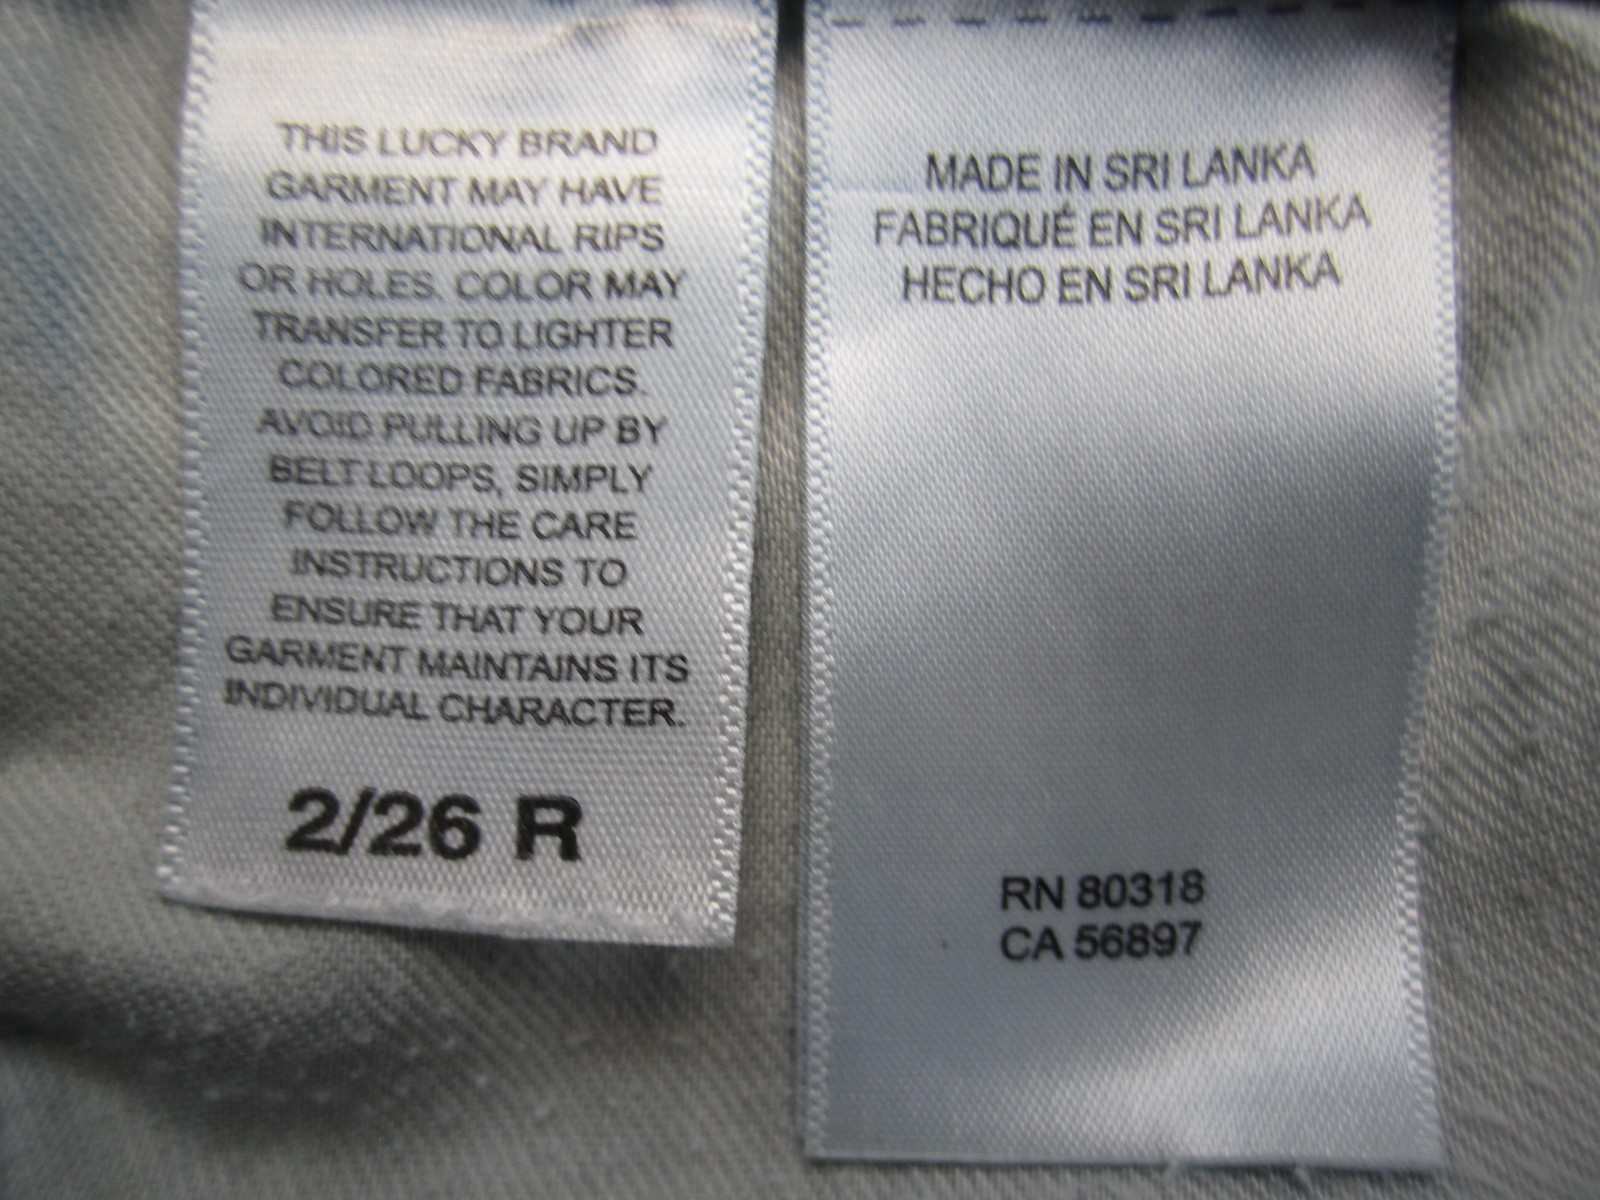 THIS LUCKY BRAND
GARMENT MAY HAVE
INTERNATIONAL RIPS
OR HOLES. COLOR MAY
TRANSFER TO LIGHTER
COLORED FABRICS.
AVOID PULLING UP BY
BELT LOOPS, SIMPLY
FOLLOW THE CARE
INSTRUCTIONS TO
ENSURE THAT YOUR
GARMENT MAINTAINS ITS
INDIVIDUAL CHARACTER.
2/26 R
MADE IN SRI LANKA
FABRIQUÉ EN SRI LANKA
HECHO EN SRI LANKA
RN 80318
CA 56897